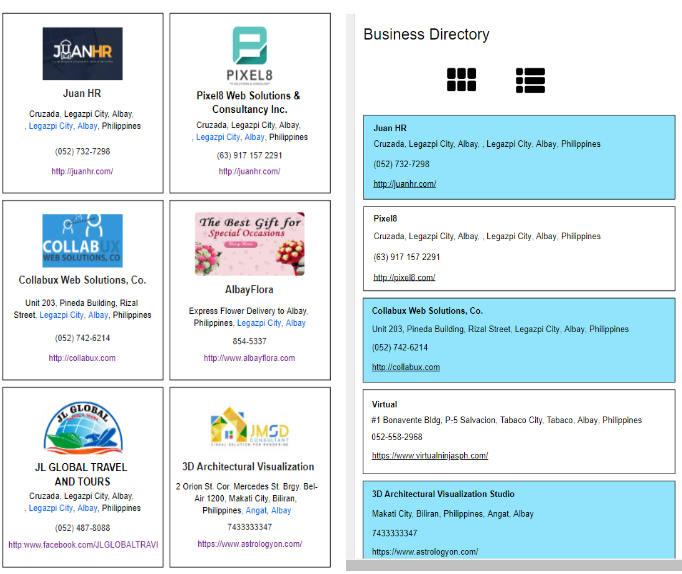 JUANHR
Juan HR
Cruzada, Legazpi City, Albay,
, Legazpi City, Albay, Philippines
(052) 732-7298
http://juanhr.com/
PIXEL8
Pixel8 Web Solutions &
Consultancy Inc.
Cruzada, Legazpi City, Albay,
, Legazpi City, Albay, Philippines
(63) 917 157 2291
http://juanhr.com/
COLLABUX
WEB SOLUTIONS, CO
Collabux Web Solutions, Co.
Unit 203, Pineda Building, Rizal
Street, Legazpi City, Albay, Philippines
(052) 742-6214
http://collabux.com
The Best Gift for
Special Occasions
AlbayFlora
Express Flower Delivery to Albay,
Philippines, Legazpi City, Albay
854-5337
http://www.albayflora.com
JL GLOBAL
JL GLOBAL TRAVEL
AND TOURS
Cruzada, Legazpi City, Albay,
, Legazpi City, Albay, Philippines
(052) 487-8088
http:www.facebook.com/JLGLOBALTRAVI
JMSD
CONSULTANT
3D Architectural Visualization
2 Orion St. Cor. Mercedes St. Brgy. Bel-
Air 1200, Makati City, Biliran,
Philippines, Angat, Albay
7433333347
https://www.astrologyon.com/
Business Directory
Juan HR
Cruzada, Legazpi City, Albay, , Legazpi City, Albay, Philippines
(052) 732-7298
http://juanhr.com/
Pixel8
Cruzada, Legazpi City, Albay, , Legazpi City, Albay, Philippines
(63) 917 157 2291
http://pixel8.com/
Collabux Web Solutions, Co.
Unit 203, Pineda Building, Rizal Street, Legazpi City, Albay, Philippines
(052) 742-6214
http://collabux.com
Virtual
#1 Bonavente Bldg, P-5 Salvacion, Tabaco City, Tabaco, Albay, Philippines
052-558-2968
https://www.virtualninjasph.com/
3D Architectural Visualization Studio
Makati City, Biliran, Philippines, Angat, Albay
7433333347
https://www.astrologyon.com/